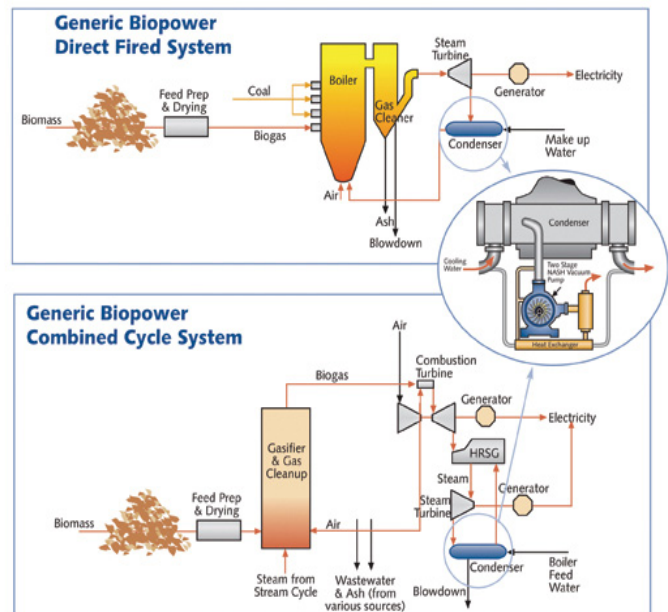 Generic Biopower
Direct Fired System
Steam
Turbine
Boiler
Feed Prep
& Drying
Coal
Gas
Cleaner
Generator
Electricity
Biomass
Biogas
Condenser
Make up
Water
Air
Ash
Blowdown
Condenser
Cooling
Water
Two Stage
NASH Vacuum
Pump
Heat Exchanger
Generic Biopower
Combined Cycle System
Air
Biogas
Combustion
Turbine
Generator
Electricity
Gasifier
& Gas
Cleanup
HRSG
Steam
Feed Prep
& Drying
Steam
Turbine
Generator
Biomass
Air
Condenser
Boiler
Feed
Water
Steam from
Stream Cycle
Wastewater
& Ash (from
various sources)
Blowdown